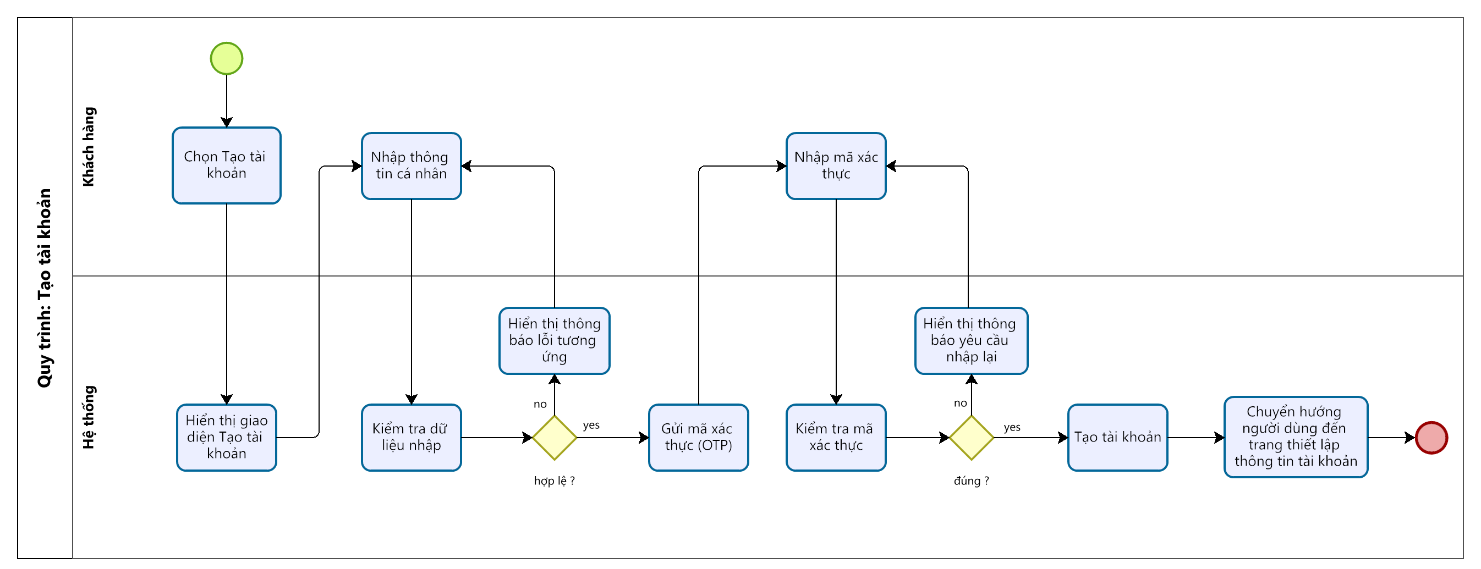 Quy trình: Tạo tài khoản
Khách hàng
Chọn Tạo tài
khoản
Nhập thông
tin cá nhân
Nhập mã xác
thực
Hệ thống
Hiển thị thông
báo lỗi tương
ứng
Hiển thị thông
báo yêu cầu
nhập lại
Hiển thị giao
diện Tạo tài
khoản
Kiểm tra dữ
liệu nhập
no
yes
hợp lệ ?
Gửi mã xác
thực (OTP)
Kiểm tra mã
xác thực
no
yes
đúng ?
Tạo tài khoản
Chuyển hướng
người dùng đến
trang thiết lập
thông tin tài khoản